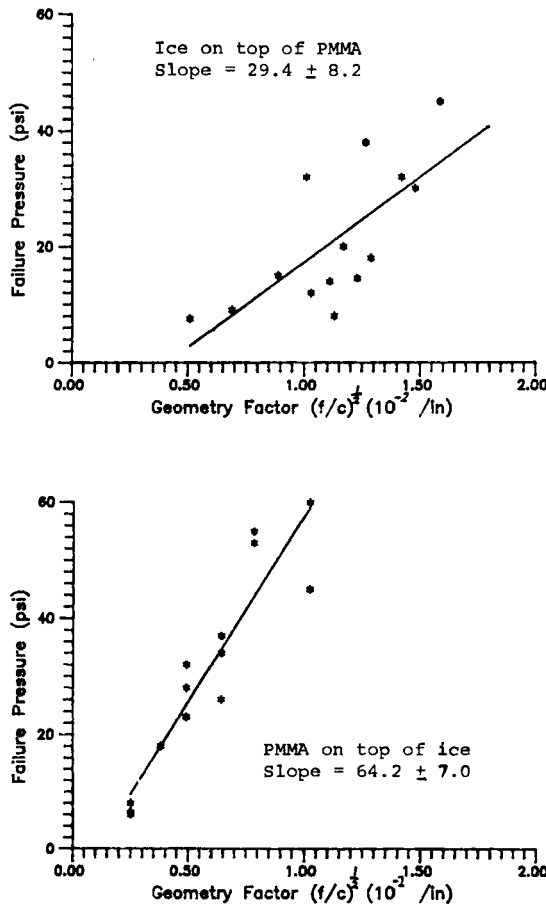 Ice on top of PMMA
Slope = 29.4 ± 8.2
60
40
20
0
Failure Pressure (psi)
0.00 0.50 1.00 1.50 2.00
Geometry Factor (f/c)^½ (10^-2 /in)
60
40
20
0
Failure Pressure (psi)
PMMA on top of ice
Slope = 64.2 ± 7.0
0.00 0.50 1.00 1.50 2.00
Geometry Factor (f/c)^½ (10^-2 /in)